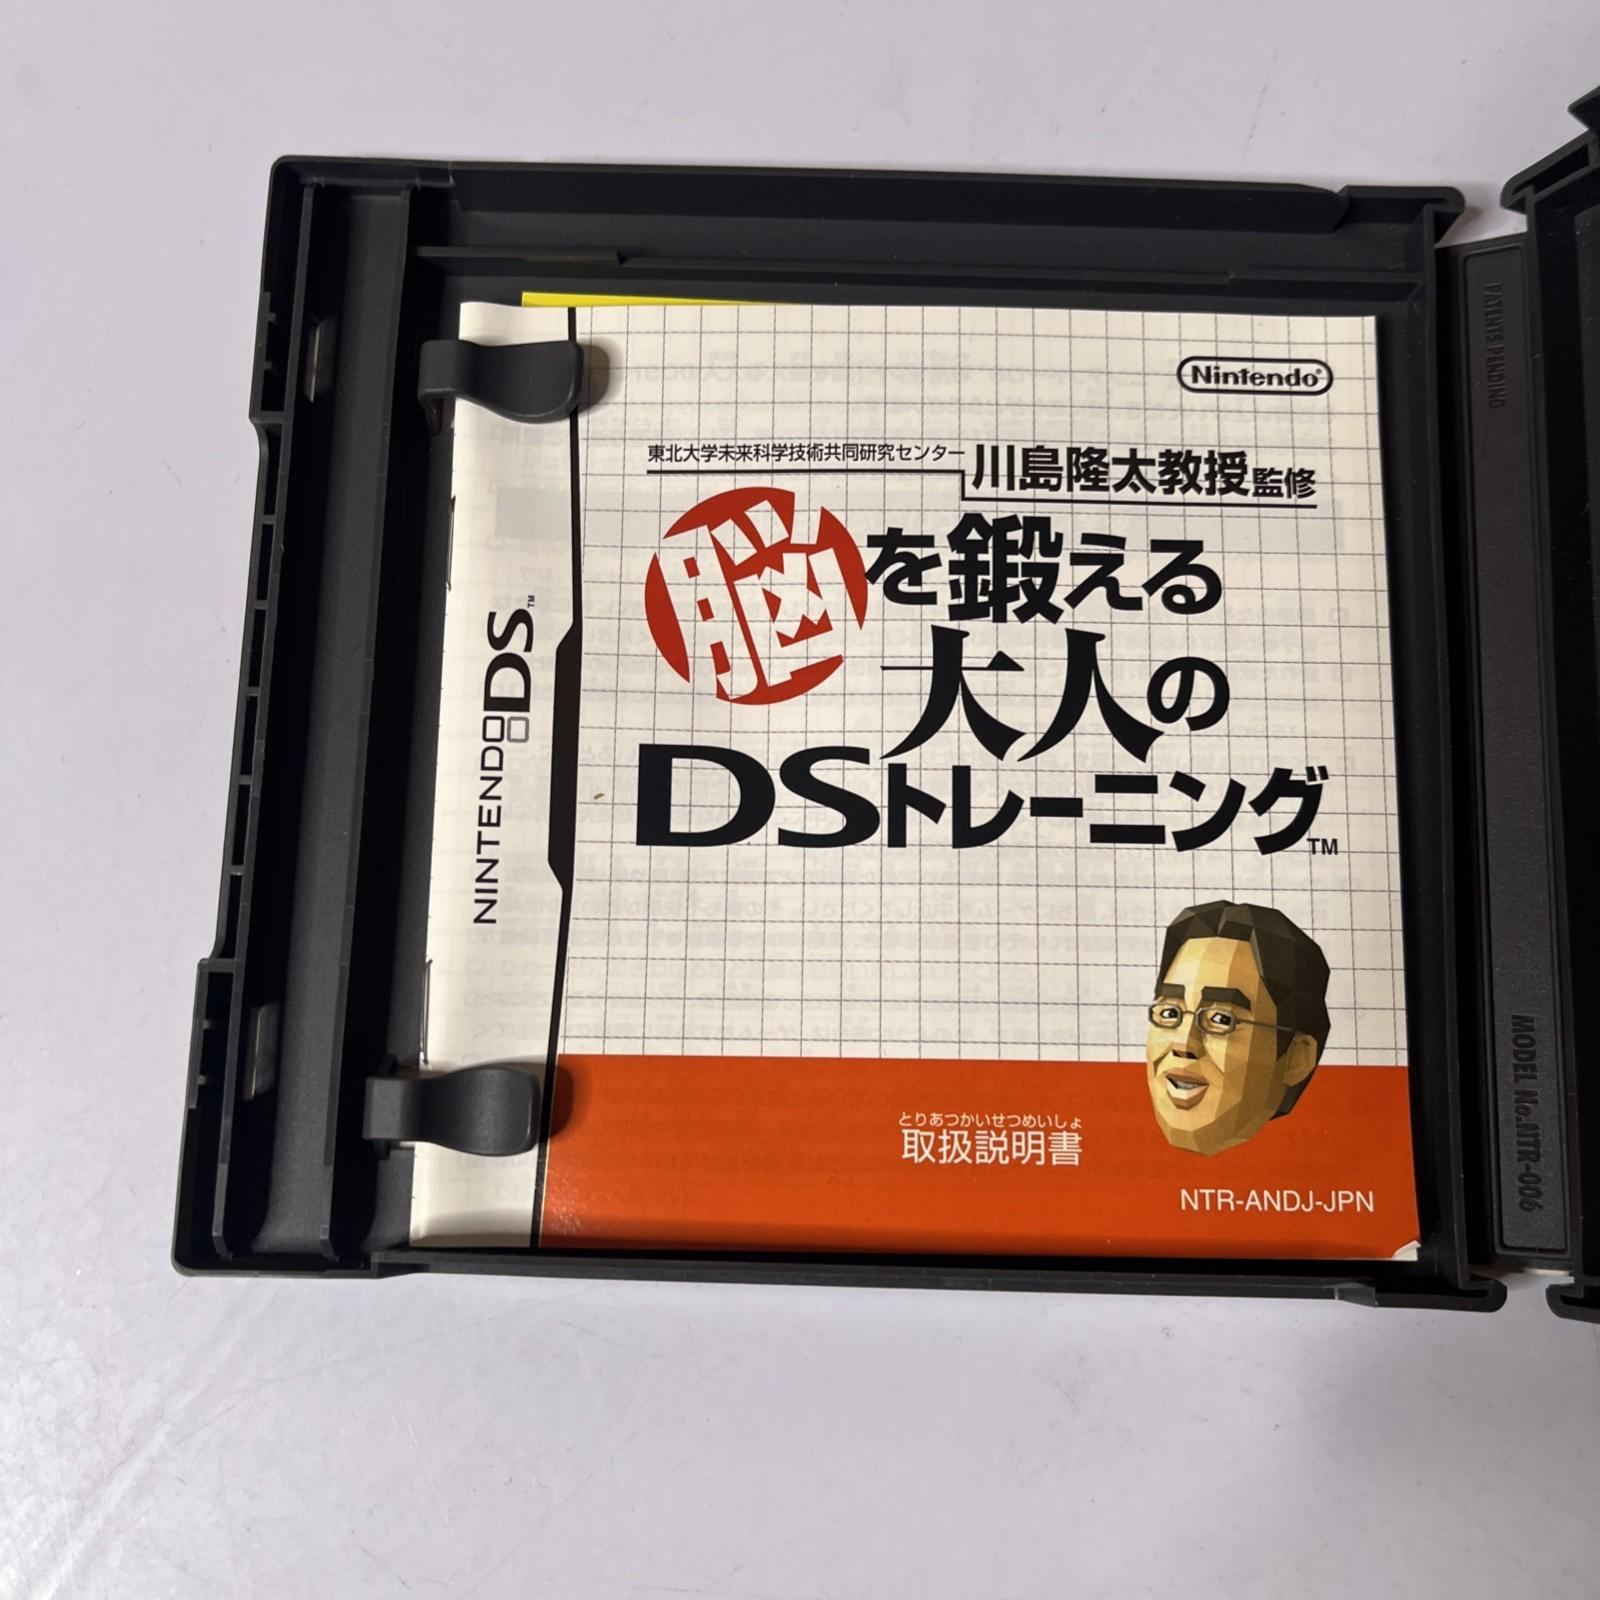 Nintendo®
東北大学未来科学技術共同研究センター 川島隆太教授監修
脳を鍛える
大人の
DSトレーニング™
NINTENDO DS™
とりあつかいせつめいしょ
取扱説明書
NTR-ANDJ-JPN
PATENTS PENDING
MODEL No.NTR-006